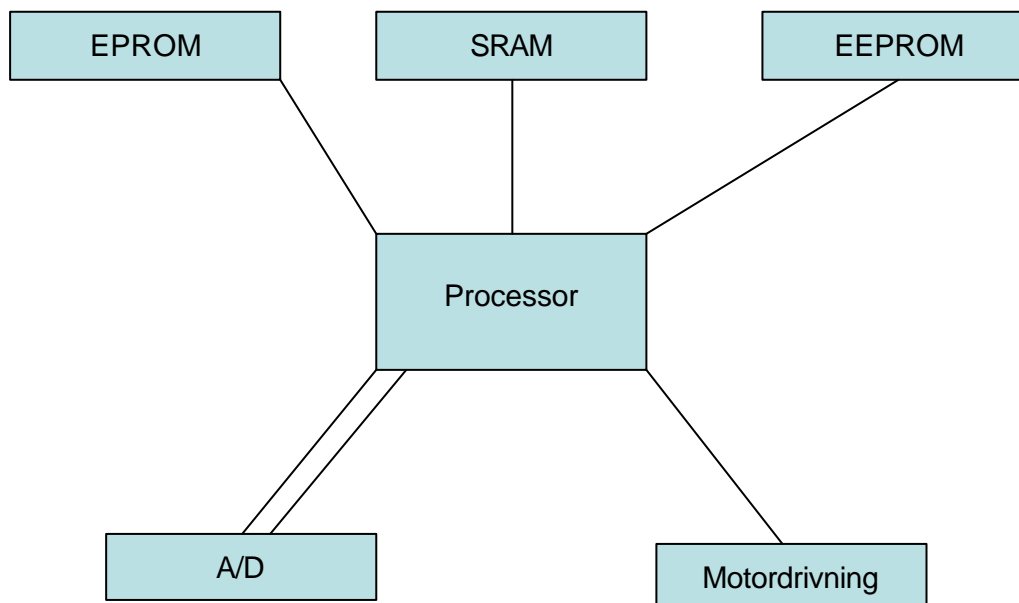 EPROM
SRAM
EEPROM
Processor
A/D
Motordrivning